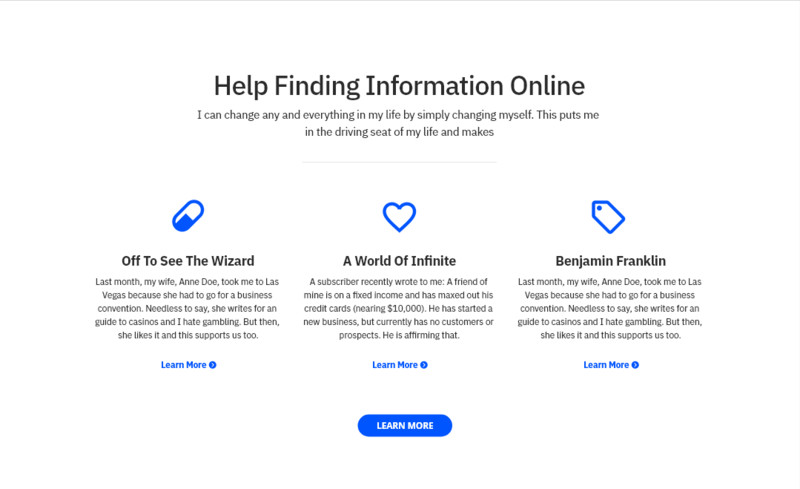 Help Finding Information Online
I can change any and everything in my life by simply changing myself. This puts me
in the driving seat of my life and makes
Off To See The Wizard
Last month, my wife, Anne Doe, took me to Las
Vegas because she had to go for a business
convention. Needless to say, she writes for an
guide to casinos and I hate gambling. But then,
she likes it and this supports us too.
Learn More
A World Of Infinite
A subscriber recently wrote to me: A friend of
mine is on a fixed income and has maxed out his
credit cards (nearing $10,000). He has started a
new business, but currently has no customers or
prospects. He is affirming that.
Learn More
Benjamin Franklin
Last month, my wife, Anne Doe, took me to Las
Vegas because she had to go for a business
convention. Needless to say, she writes for an
guide to casinos and I hate gambling. But then,
she likes it and this supports us too.
Learn More
LEARN MORE